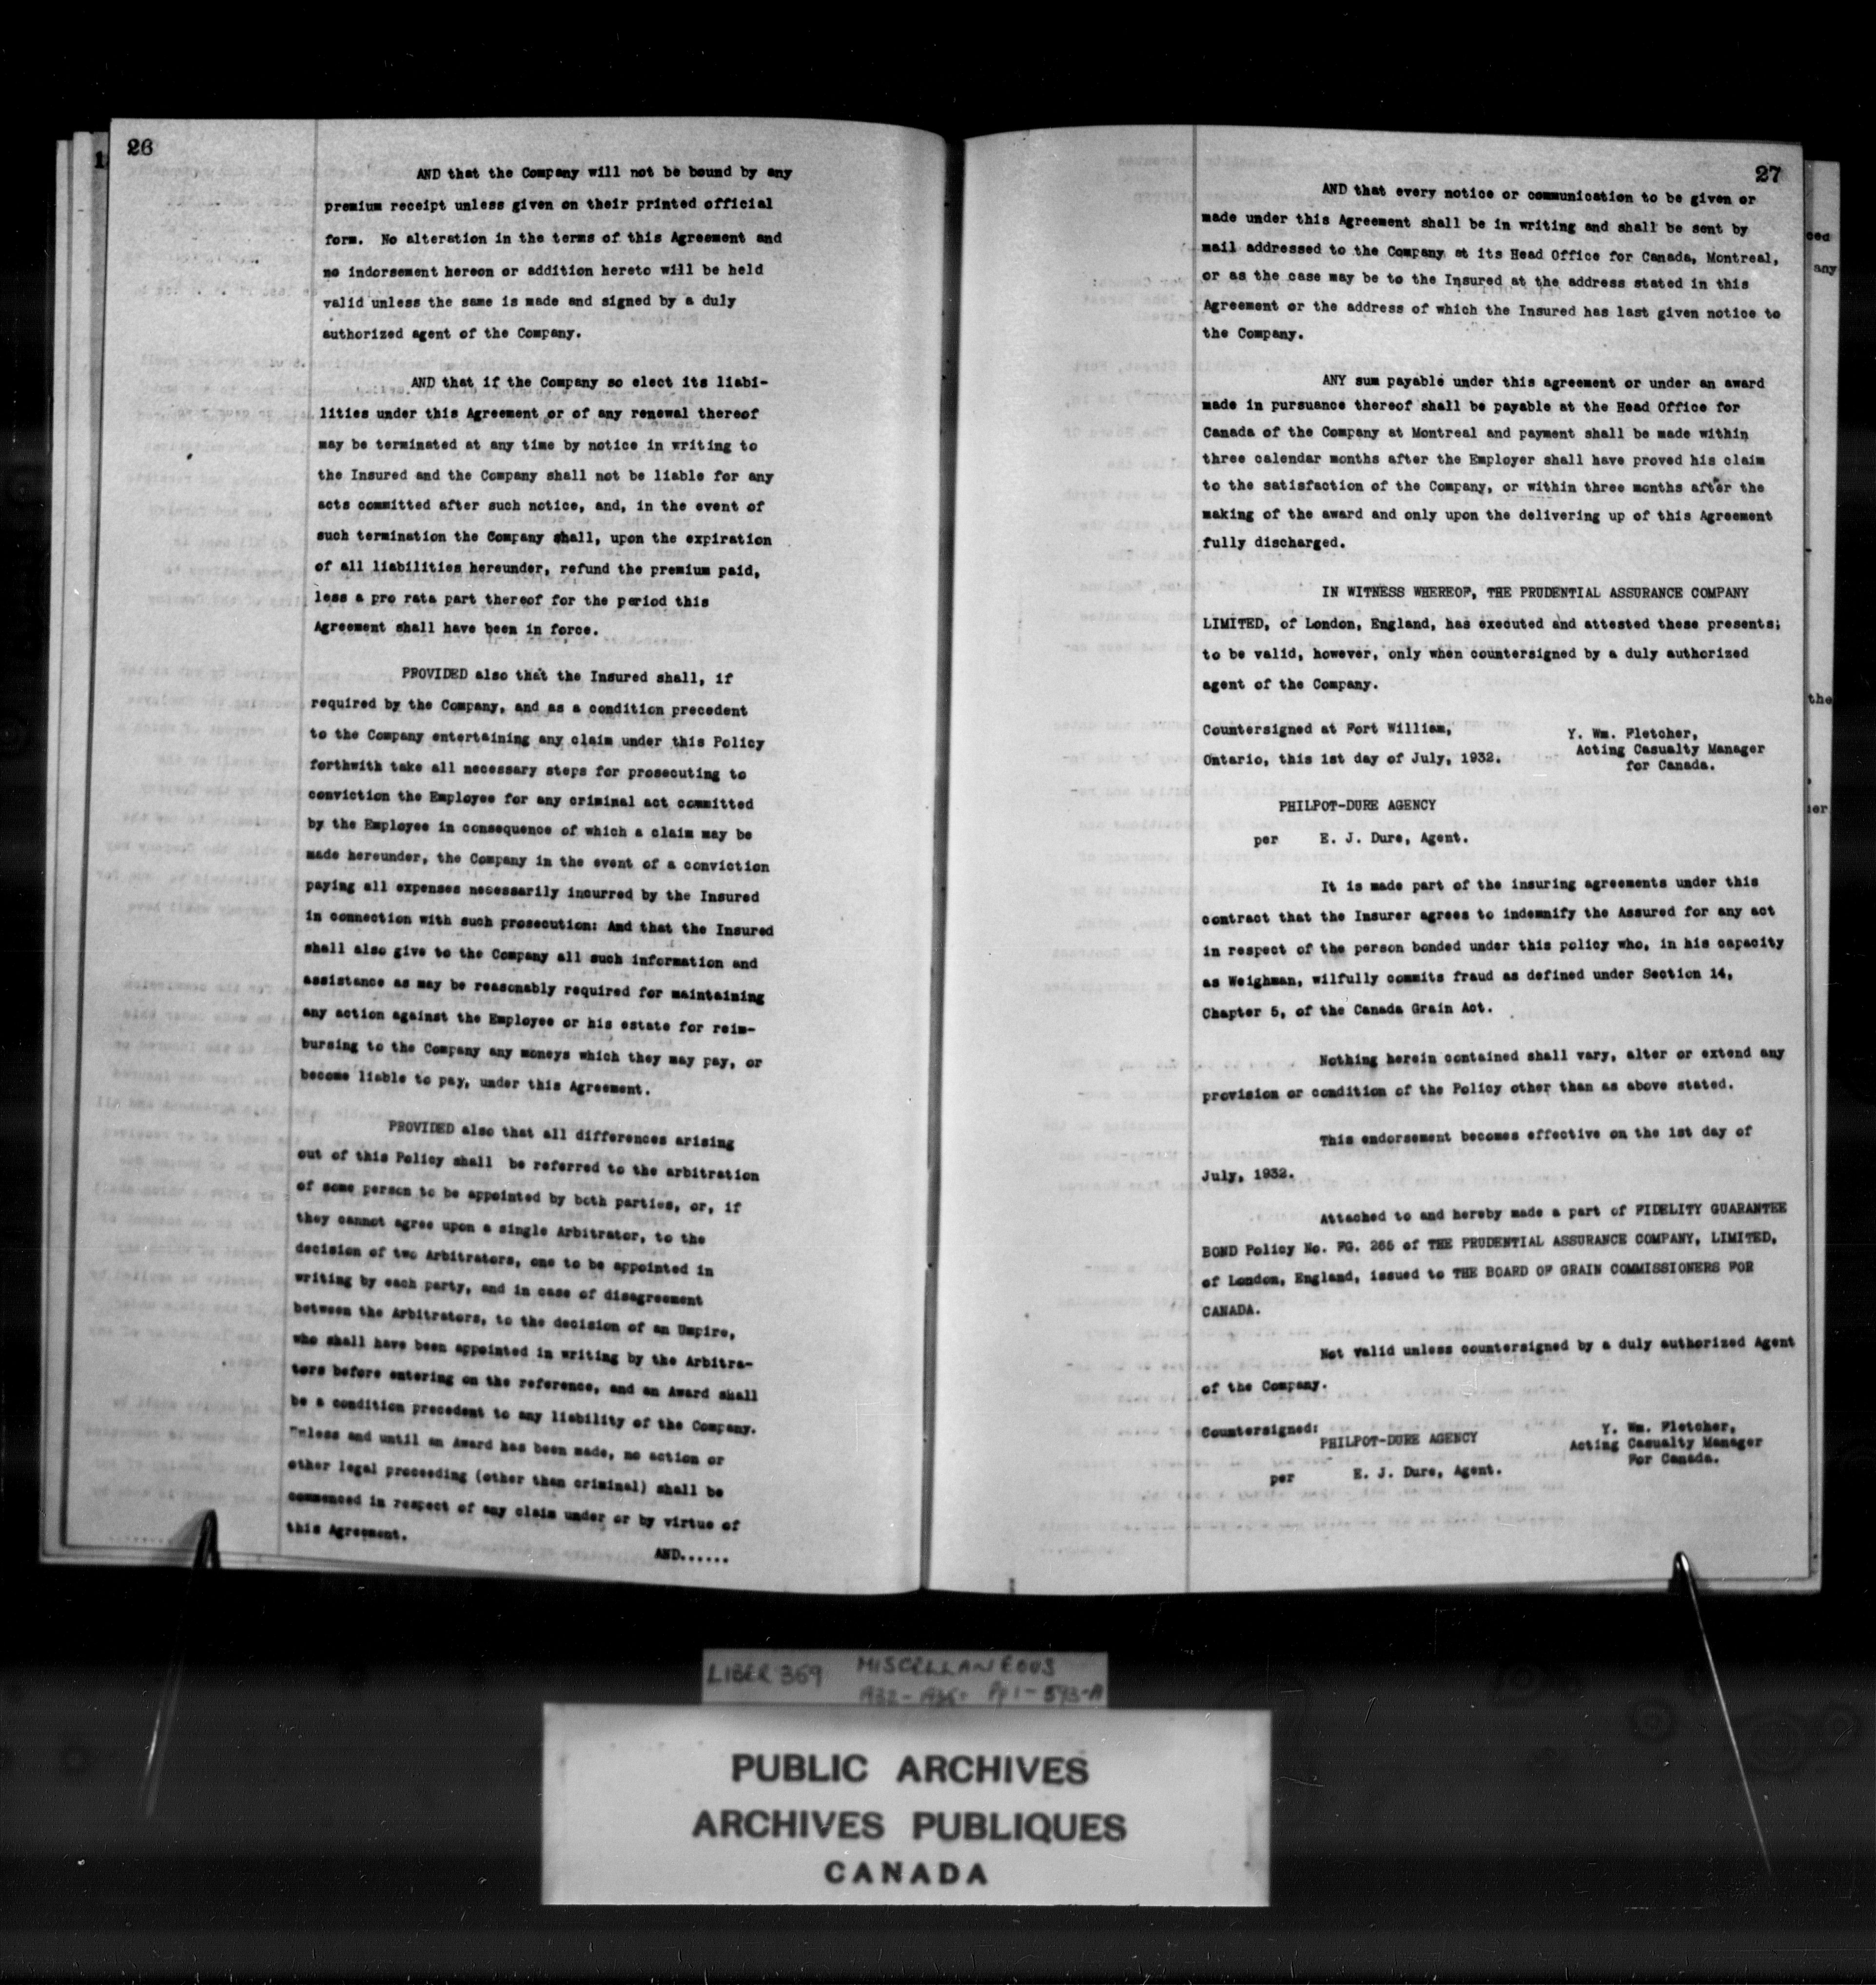 26
AND that the Company will not be bound by any
premium receipt unless given on their printed official
form. No alteration in the terms of this Agreement and
no indorsement hereon or addition hereto will be held
valid unless the same is made and signed by a duly
authorized agent of the Company.
AND that if the Company so elect its liabi-
lities under this Agreement or of any renewal thereof
may be terminated at any time by notice in writing to
the Insured and the Company shall not be liable for any
acts committed after such notice, and, in the event of
such termination the Company shall, upon the expiration
of all liabilities hereunder, refund the premium paid,
less a pro rata part thereof for the period this
Agreement shall have been in force.
PROVIDED also that the Insured shall, if
required by the Company, and as a condition precedent
to the Company entertaining any claim under this Policy
forthwith take all necessary steps for prosecuting to
conviction the Employee for any criminal act committed
by the Employee in consequence of which a claim may be
made hereunder, the Company in the event of a conviction
paying all expenses necessarily incurred by the Insured
in connection with such prosecution: And that the Insured
shall also give to the Company all such information and
assistance as may be reasonably required for maintaining
any action against the Employee or his estate for reim-
bursing to the Company any moneys which they may pay, or
become liable to pay, under this Agreement.
PROVIDED also that all differences arising
out of this Policy shall be referred to the arbitration
of some person to be appointed by both parties, or, if
they cannot agree upon a single Arbitrator, to the
decision of two Arbitrators, one to be appointed in
writing by each party, and in case of disagreement
between the Arbitrators, to the decision of an Umpire,
who shall have been appointed in writing by the Arbitra-
tors before entering on the reference, and an Award shall
be a condition precedent to any liability of the Company.
Unless and until an Award has been made, no action or
other legal proceeding (other than criminal) shall be
commenced in respect of any claim under or by virtue of
this Agreement.
AND......
27
AND that every notice or communication to be given or
made under this Agreement shall be in writing and shall be sent by
mail addressed to the Company at its Head Office for Canada, Montreal,
or as the case may be to the Insured at the address stated in this
Agreement or the address of which the Insured has last given notice to
the Company.
ANY sum payable under this agreement or under an award
made in pursuance thereof shall be payable at the Head Office for
Canada of the Company at Montreal and payment shall be made within
three calendar months after the Employer shall have proved his claim
to the satisfaction of the Company, or within three months after the
making of the award and only upon the delivering up of this Agreement
fully discharged.
IN WITNESS WHEREOF, THE PRUDENTIAL ASSURANCE COMPANY
LIMITED, of London, England, has executed and attested these presents;
to be valid, however, only when countersigned by a duly authorized
agent of the Company.
Countersigned at Fort William,
Ontario, this 1st day of July, 1932.
Y. Wm. Fletcher,
Acting Casualty Manager
for Canada.
PHILPOT-DURE AGENCY
per E. J. Dure, Agent.
It is made part of the insuring agreements under this
contract that the Insurer agrees to indemnify the Assured for any act
in respect of the person bonded under this policy who, in his capacity
as Weighman, wilfully commits fraud as defined under Section 14,
Chapter 5, of the Canada Grain Act.
Nothing herein contained shall vary, alter or extend any
provision or condition of the Policy other than as above stated.
This endorsement becomes effective on the 1st day of
July, 1932.
Attached to and hereby made a part of FIDELITY GUARANTEE
BOND Policy No. FG. 265 of THE PRUDENTIAL ASSURANCE COMPANY, LIMITED,
of London, England, issued to THE BOARD OF GRAIN COMMISSIONERS FOR
CANADA.
Not valid unless countersigned by a duly authorized Agent
of the Company.
Countersigned:
PHILPOT-DURE AGENCY
per E. J. Dure, Agent.
Y. Wm. Fletcher,
Acting Casualty Manager
For Canada.
ced
any
the
LIBER 369 MISCELLANEOUS
Pp 1-593-A
PUBLIC ARCHIVES
ARCHIVES PUBLIQUES
CANADA